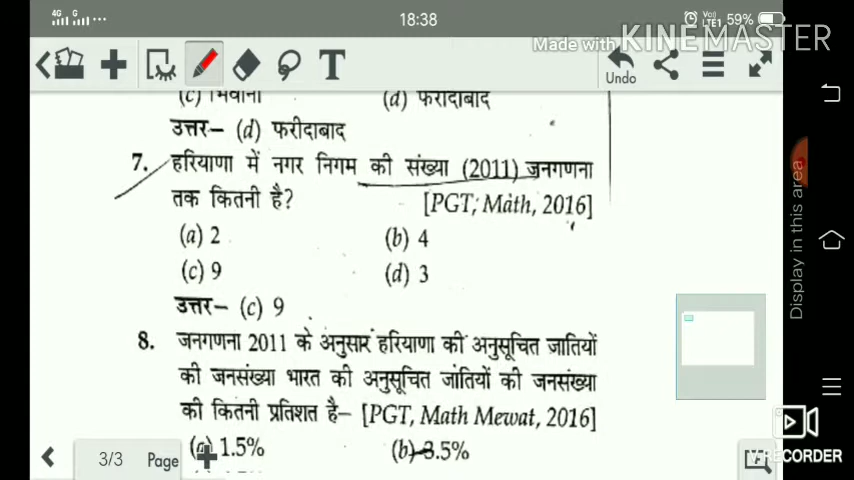 4G G 18:38 Vo) LTE1 59%
Made with KINEMASTER
T
Undo
(c) भिवानी (d) फरीदाबाद
उत्तर– (d) फरीदाबाद
7. हरियाणा में नगर निगम की संख्या (2011) जनगणना
तक कितनी है? [PGT, Math, 2016]
(a) 2 (b) 4
(c) 9 (d) 3
उत्तर– (c) 9
8. जनगणना 2011 के अनुसार हरियाणा की अनुसूचित जातियों
की जनसंख्या भारत की अनुसूचित जातियों की जनसंख्या
की कितनी प्रतिशत है– [PGT, Math Mewat, 2016]
(a) 1.5% (b) 3.5%
3/3 Page
Display in this area
RECORDER